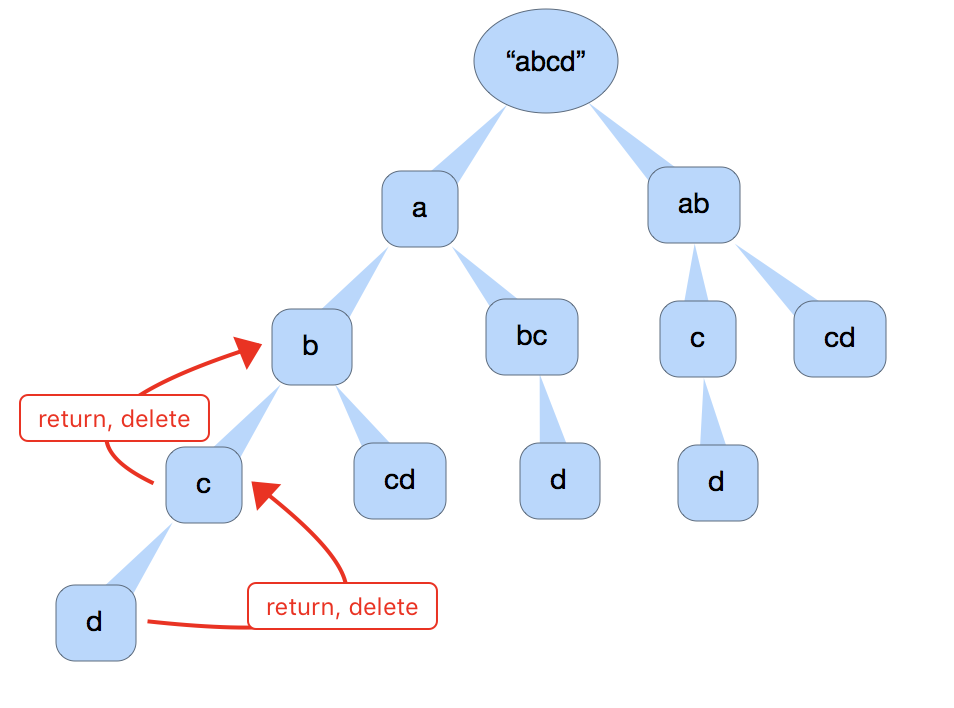 “abcd”
a
ab
b
bc
c
cd
return, delete
c
cd
d
d
return, delete
d